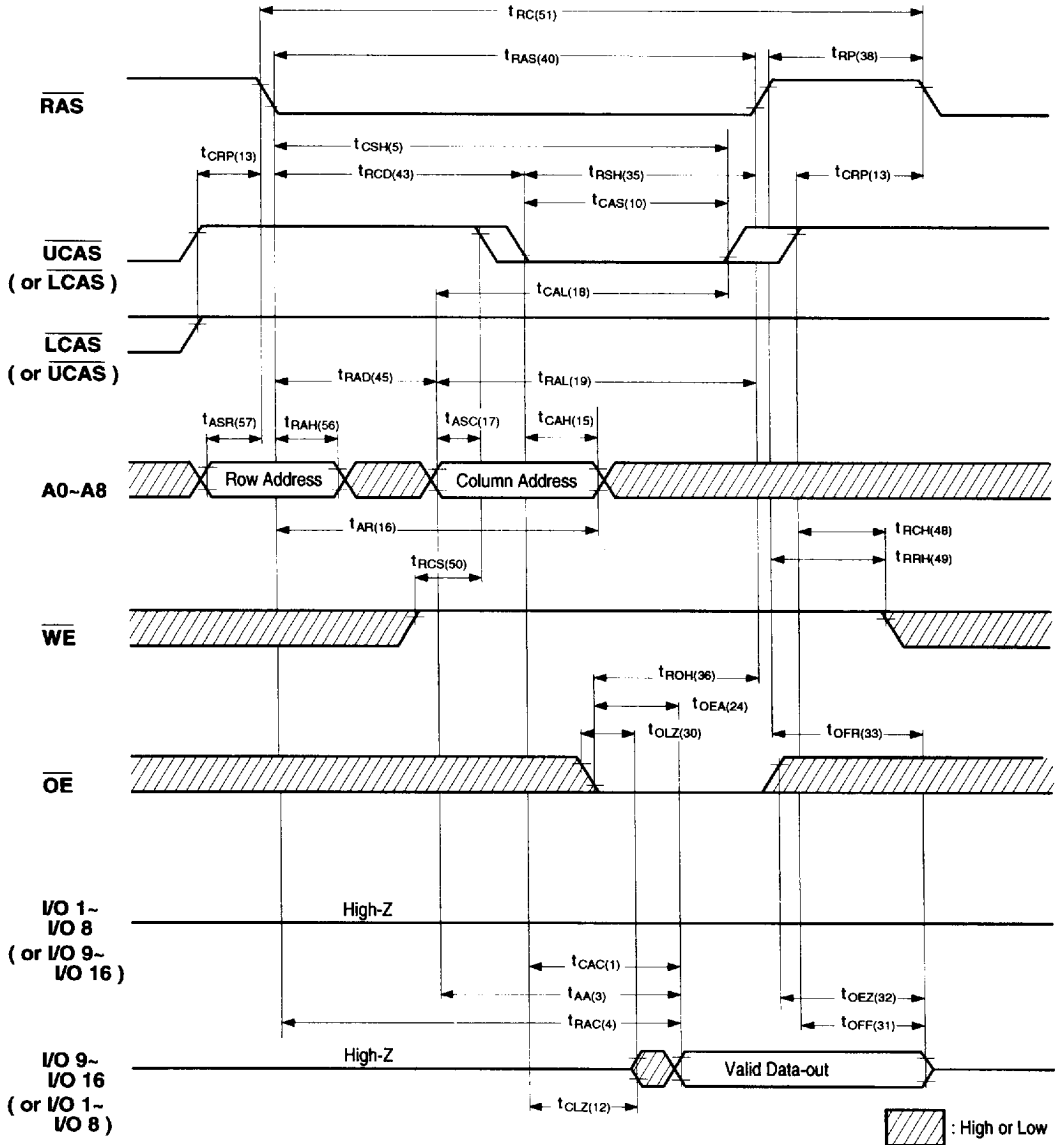 tRC(51)
tRAS(40)
tRP(38)
RAS
tCSH(5)
tCRP(13)
tRCD(43)
tRSH(35)
tCRP(13)
tCAS(10)
UCAS
( or LCAS )
tCAL(18)
LCAS
( or UCAS )
tRAD(45)
tRAL(19)
tASR(57)
tRAH(56)
tASC(17)
tCAH(15)
A0~A8
Row Address
Column Address
tAR(16)
tRCH(48)
tRRH(49)
tRCS(50)
WE
tROH(36)
tOEA(24)
tOLZ(30)
tOFR(33)
OE
I/O 1~
I/O 8
( or I/O 9~
I/O 16 )
High-Z
tCAC(1)
tAA(3)
tOEZ(32)
tRAC(4)
tOFF(31)
I/O 9~
I/O 16
( or I/O 1~
I/O 8 )
High-Z
Valid Data-out
tCLZ(12)
: High or Low